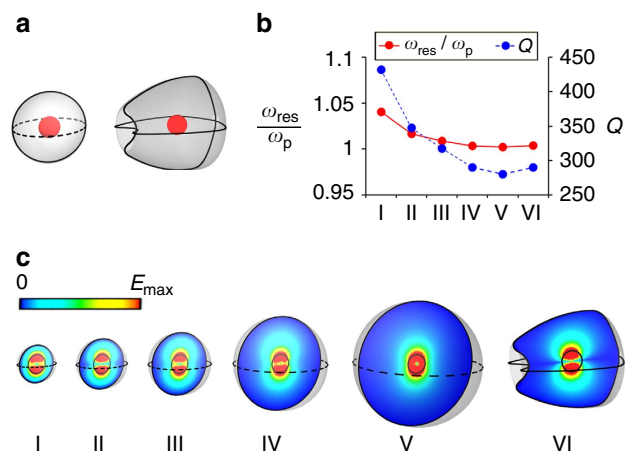 a
b
ω_res / ω_p Q
1.1
1.05
1
0.95
ω_res
ω_p
450
400
350
300
250
Q
I II III IV V VI
c
0 E_max
I II III IV V VI